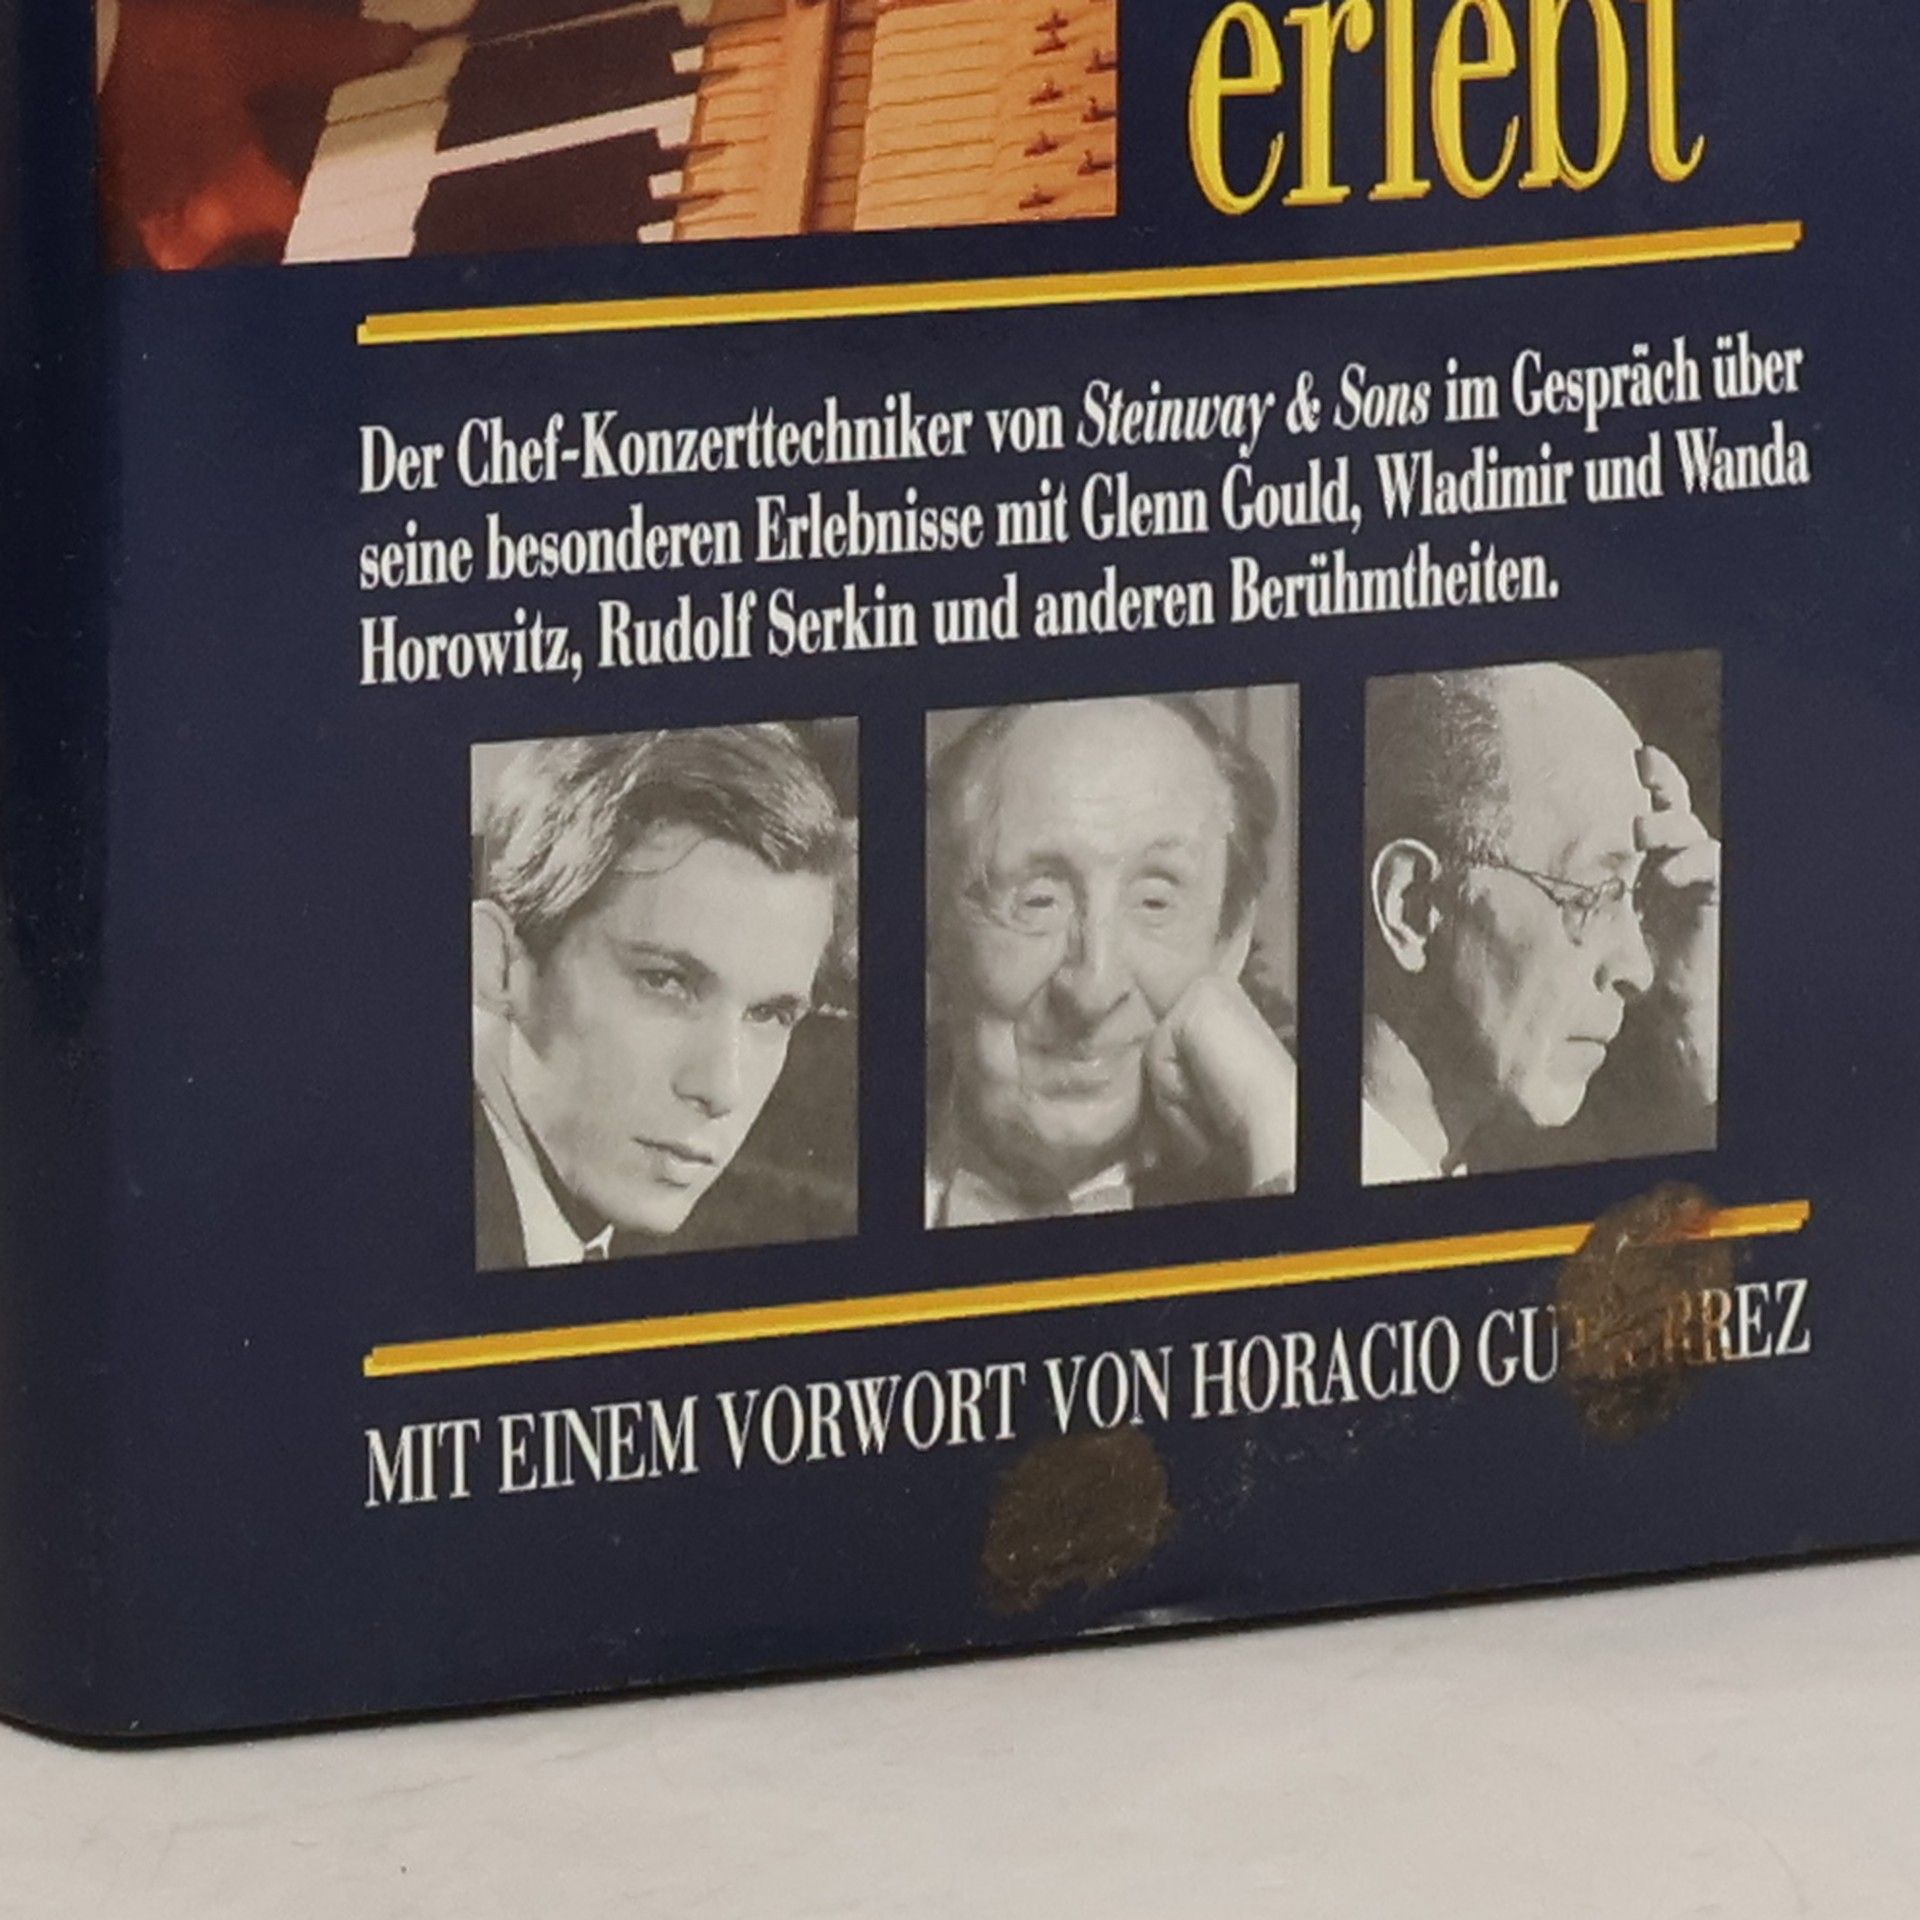 erlebt
Der Chef-Konzerttechniker von Steinway & Sons im Gespräch über
seine besonderen Erlebnisse mit Glenn Gould, Wladimir und Wanda
Horowitz, Rudolf Serkin und anderen Berühmtheiten.
MIT EINEM VORWORT VON HORACIO